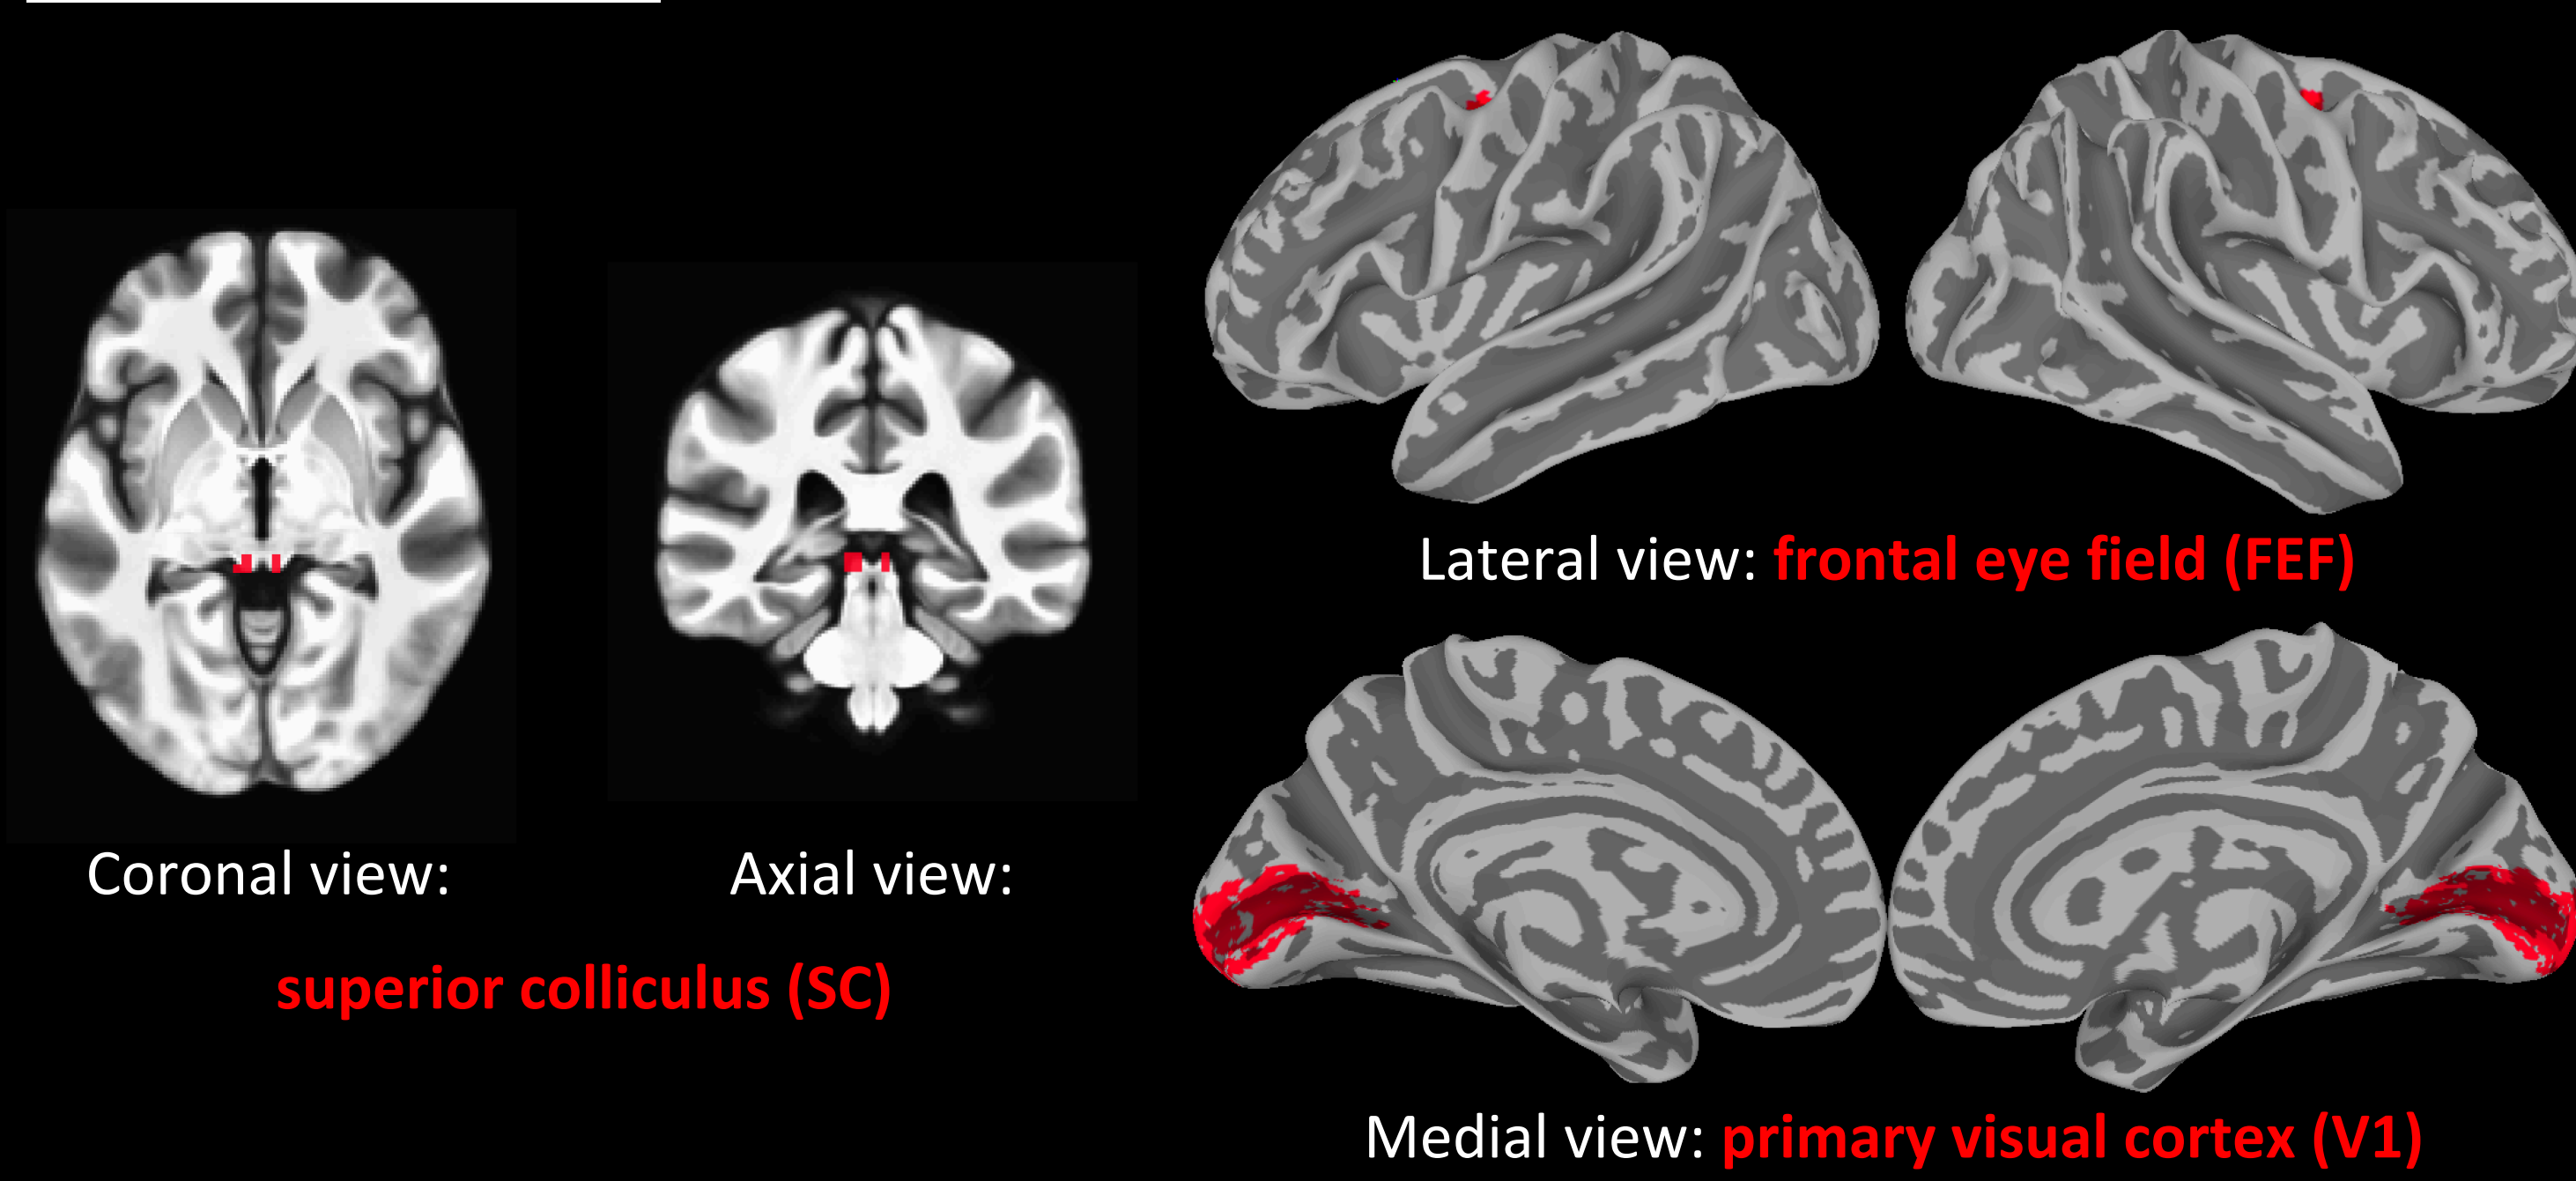 Coronal view:
Axial view:
superior colliculus (SC)
Lateral view: frontal eye field (FEF)
Medial view: primary visual cortex (V1)